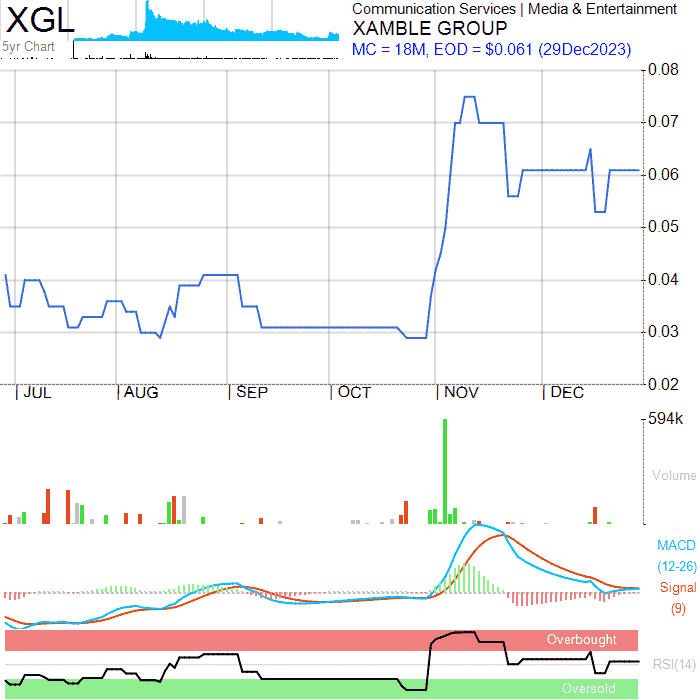 XGL
5yr Chart
Communication Services | Media & Entertainment
XAMBLE GROUP
MC = 18M, EOD = $0.061 (29Dec2023)
0.08
0.07
0.06
0.05
0.04
0.03
0.02
JUL AUG SEP OCT NOV DEC
594k
Volume
MACD
(12-26)
Signal
(9)
Overbought
RSI(14)
Oversold